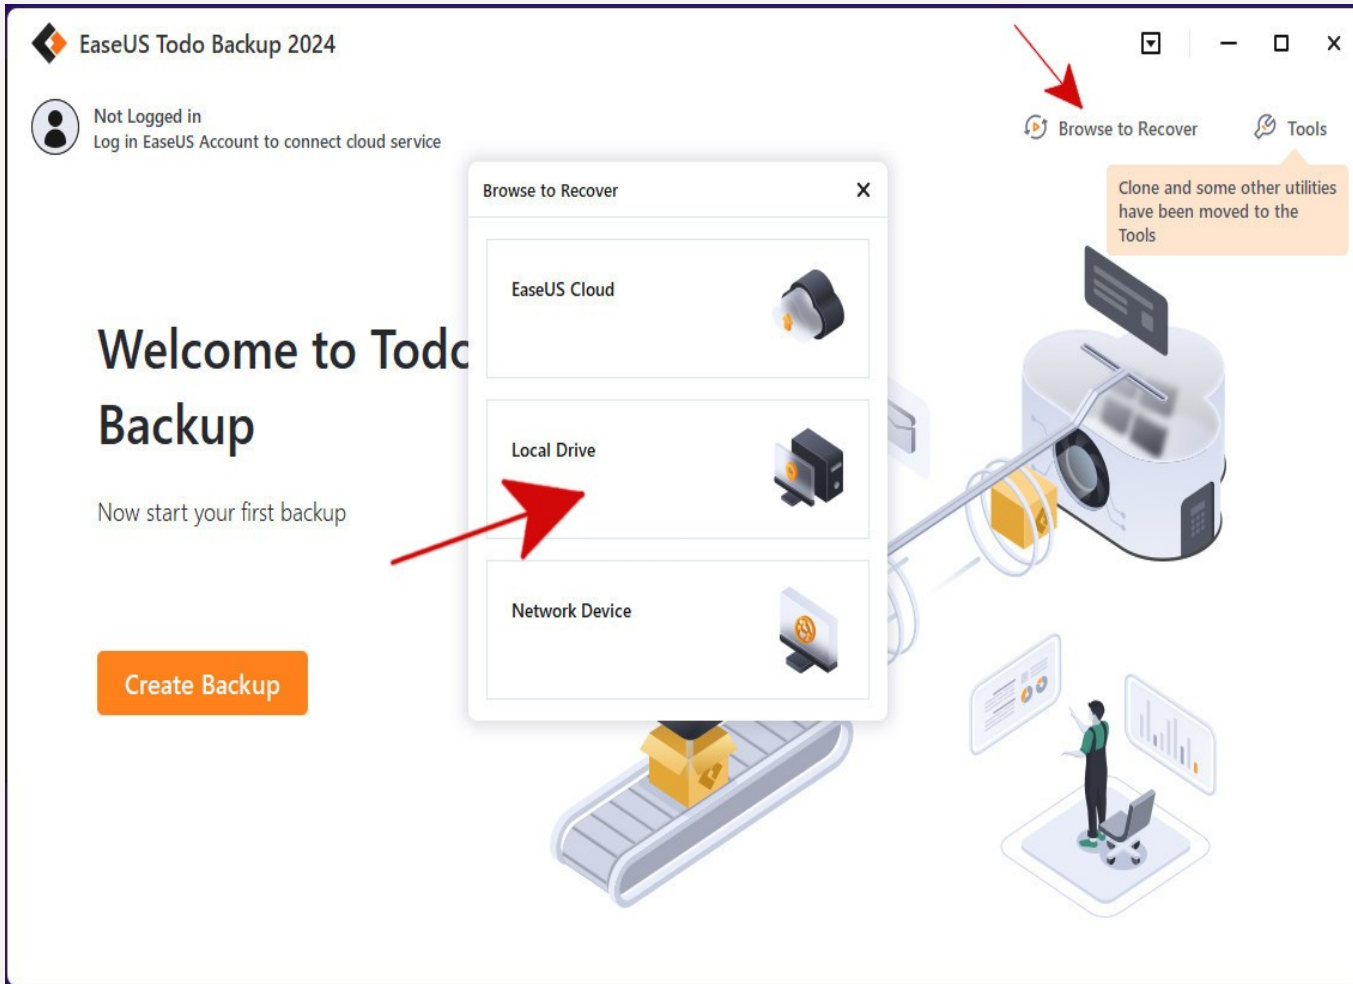 EaseUS Todo Backup 2024
Not Logged in
Log in EaseUS Account to connect cloud service
Browse to Recover
Tools
Clone and some other utilities
have been moved to the
Tools
Browse to Recover
EaseUS Cloud
Local Drive
Network Device
Welcome to Todo
Backup
Now start your first backup
Create Backup